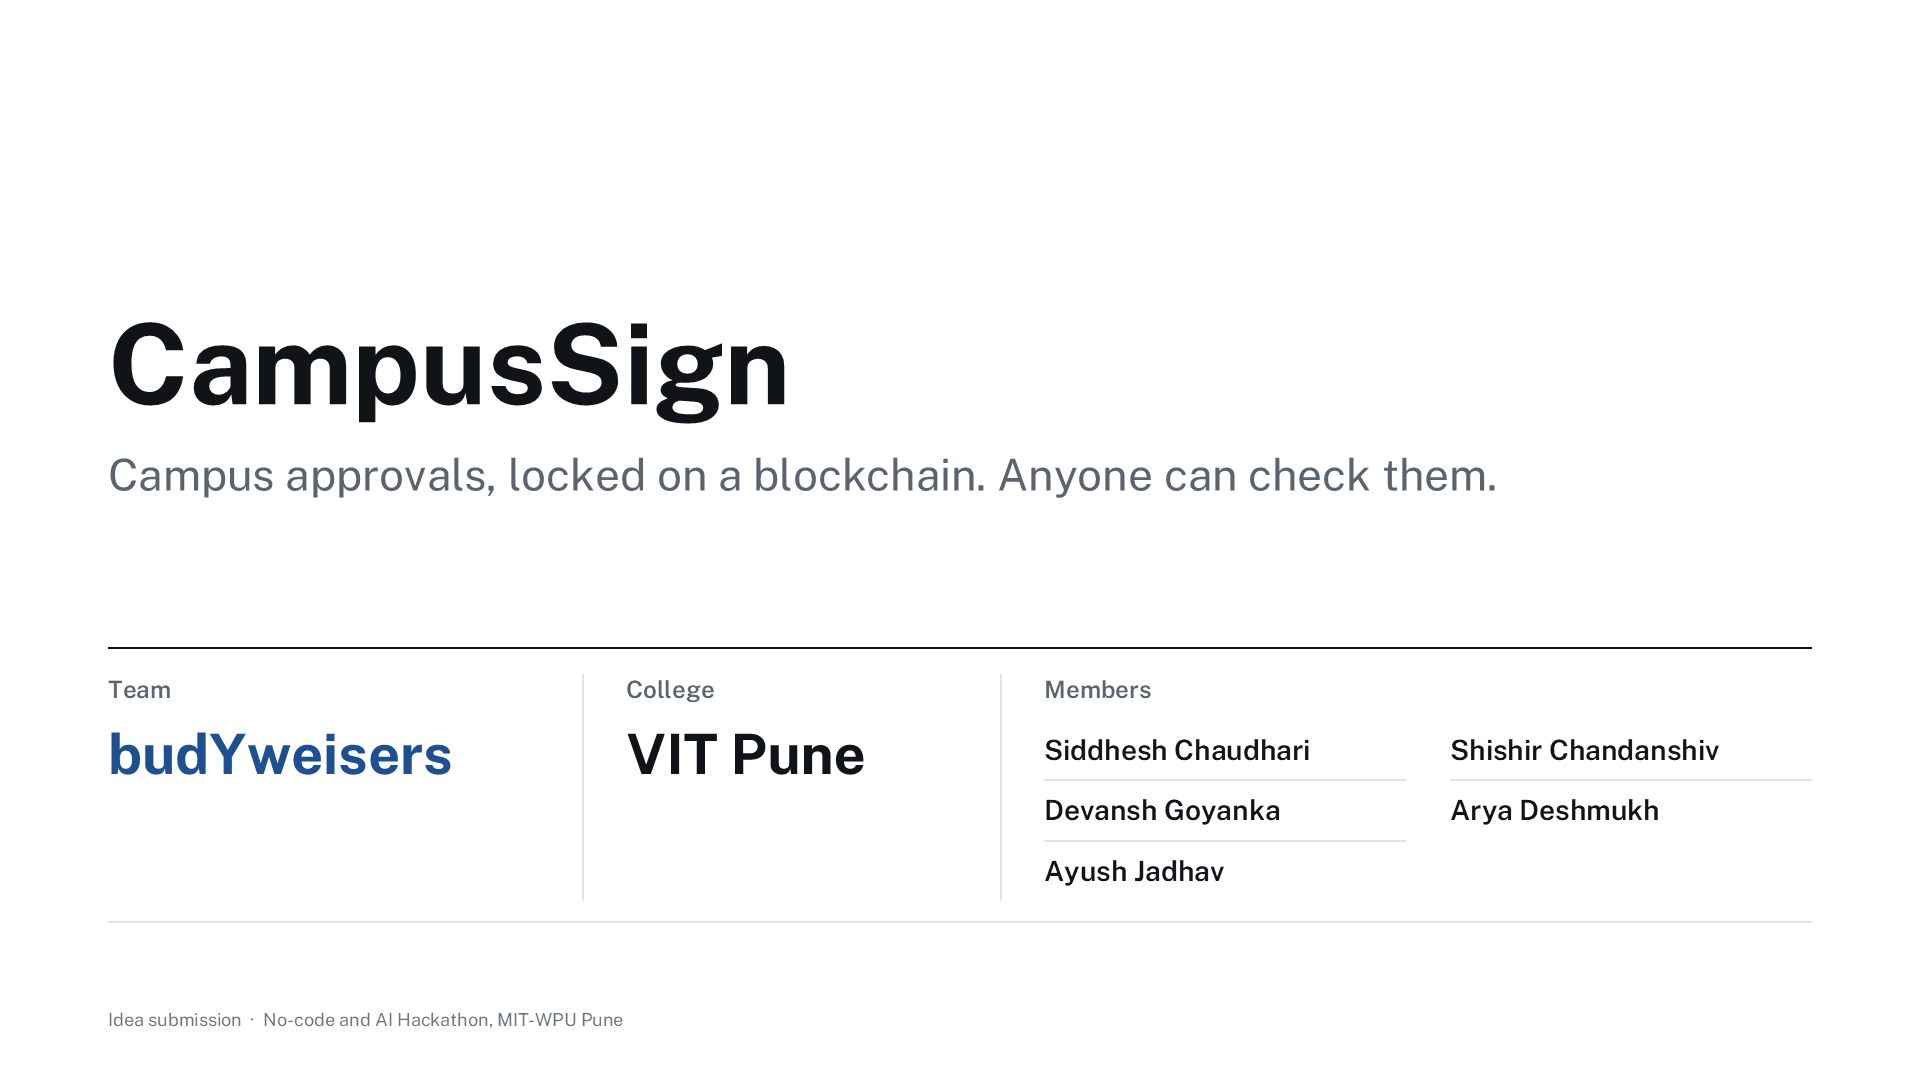 CampusSign
Campus approvals, locked on a blockchain. Anyone can check them.
Team
budYweisers
College
VIT Pune
Members
Siddhesh Chaudhari
Shishir Chandanshiv
Devansh Goyanka
Arya Deshmukh
Ayush Jadhav
Idea submission · No-code and AI Hackathon, MIT-WPU Pune